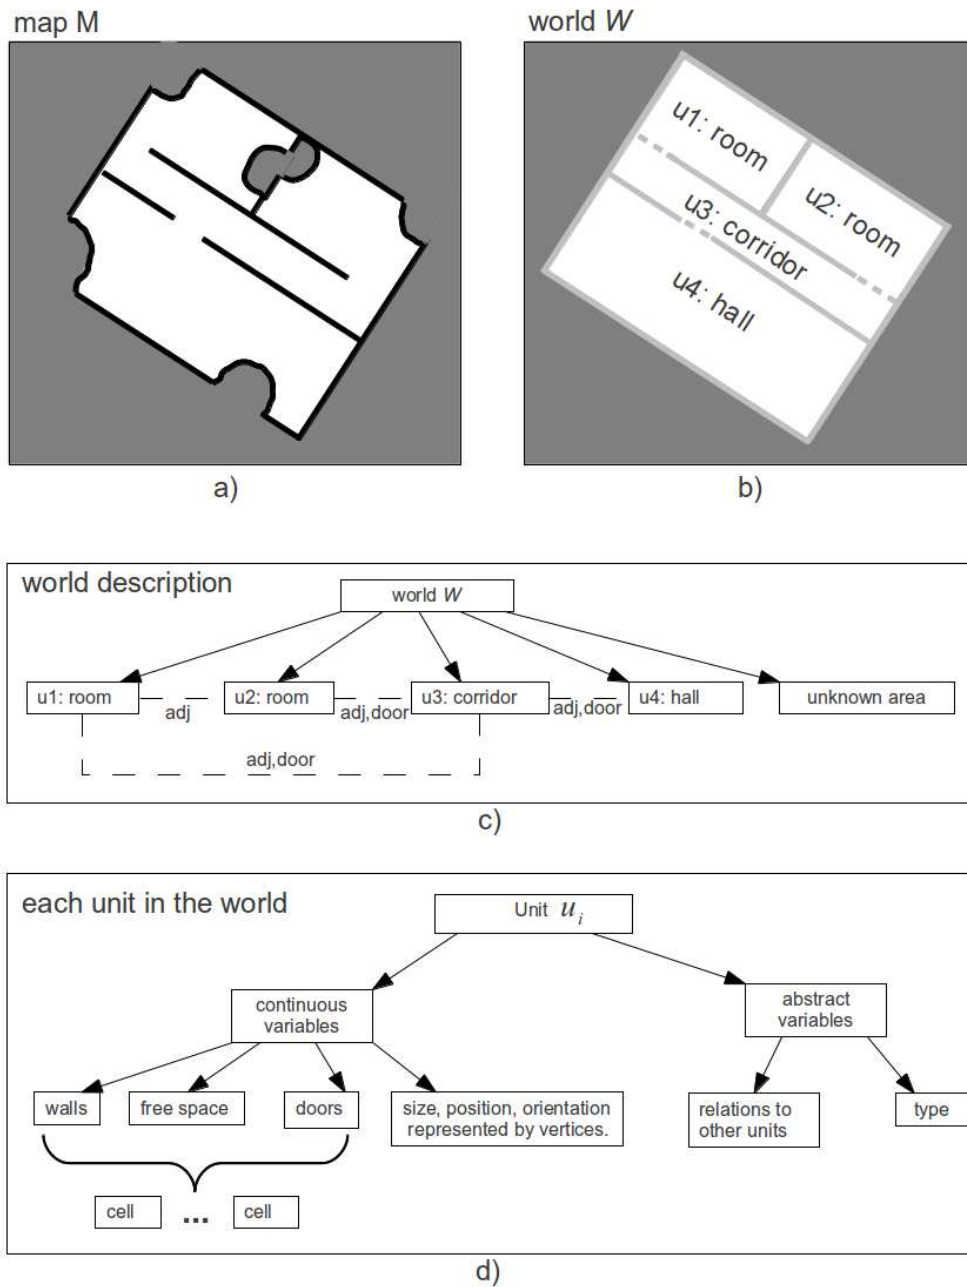 map M
world W
u1: room
u2: room
u3: corridor
u4: hall
a)
b)
world description
world W
u1: room
u2: room
u3: corridor
u4: hall
unknown area
adj
adj,door
adj,door
adj,door
c)
each unit in the world
Unit u_i
continuous
variables
abstract
variables
walls
free space
doors
size, position, orientation
represented by vertices.
relations to
other units
type
cell
...
cell
d)